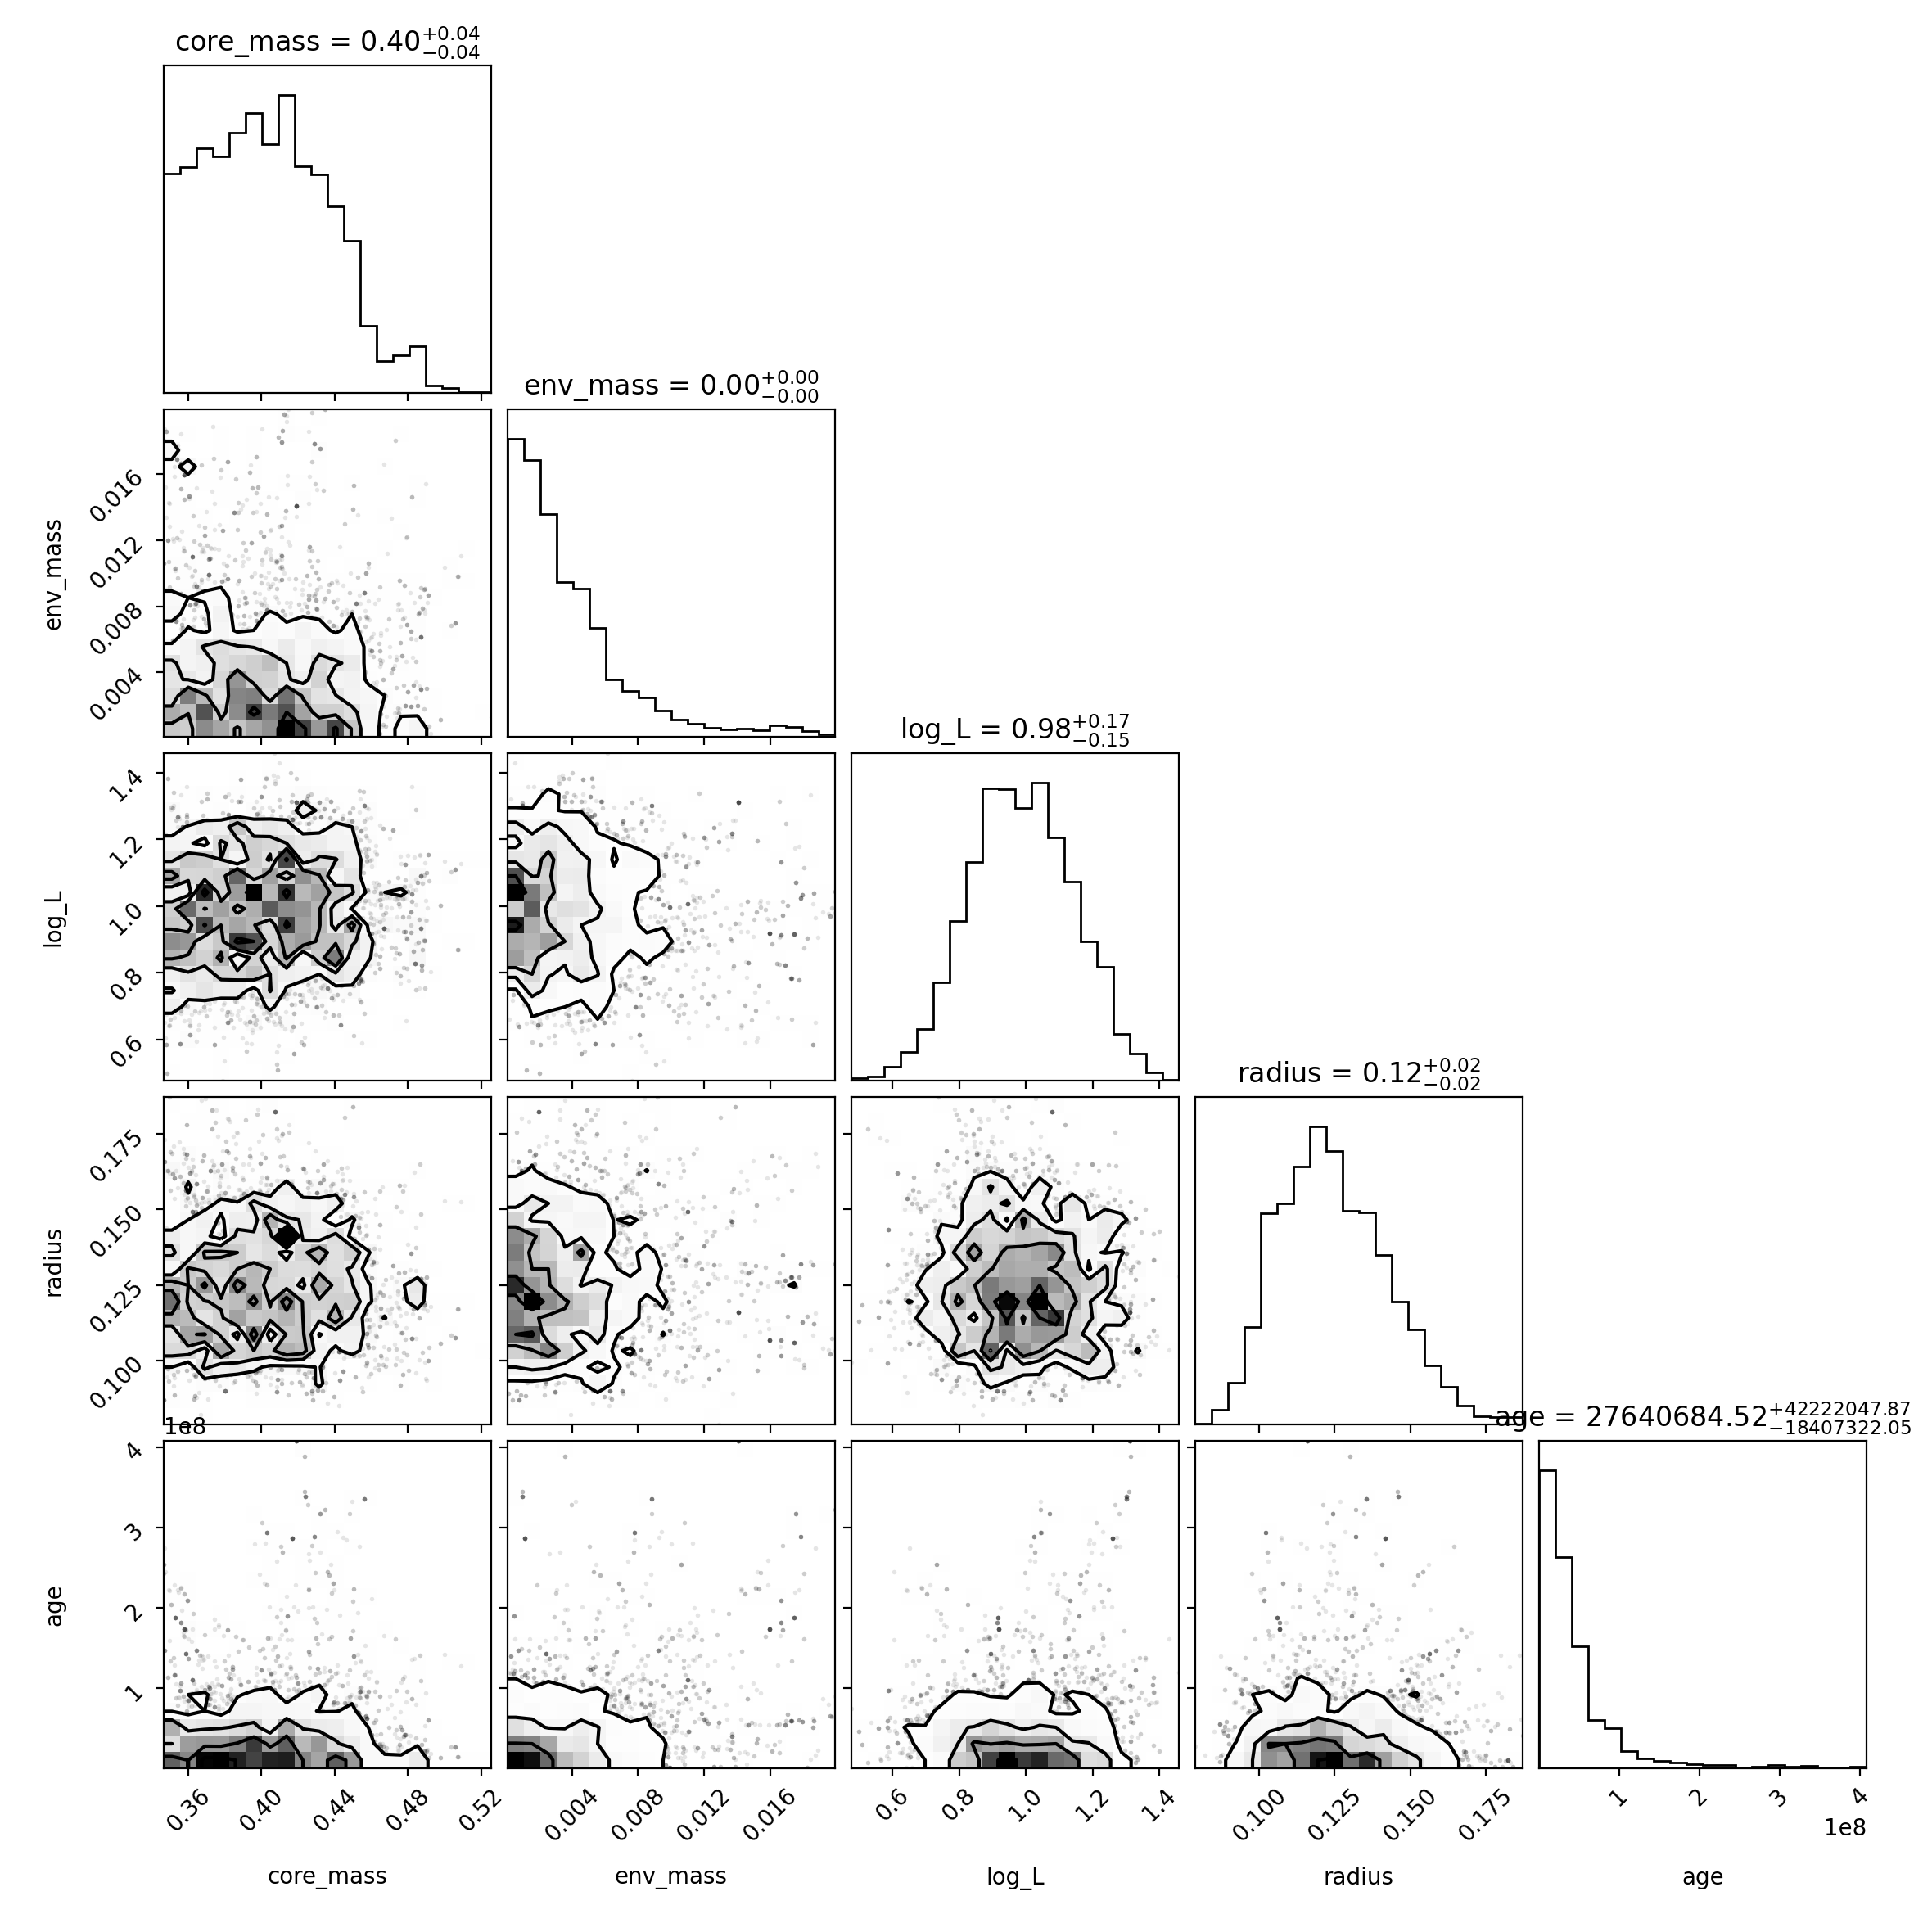 core_mass = 0.40+0.04−0.04
env_mass = 0.00+0.00−0.00
log_L = 0.98+0.17−0.15
radius = 0.12+0.02−0.02
age = 27640684.52+42222047.87−18407322.05
env_mass
0.016
0.012
0.008
0.004
log_L
1.4
1.2
1.0
0.8
0.6
radius
0.175
0.150
0.125
0.100
1e8
age
4
3
2
1
0.36 0.40 0.44 0.48 0.52
0.004 0.008 0.012 0.016
0.6 0.8 1.0 1.2 1.4
0.100 0.125 0.150 0.175
1 2 3 4
1e8
core_mass
env_mass
log_L
radius
age